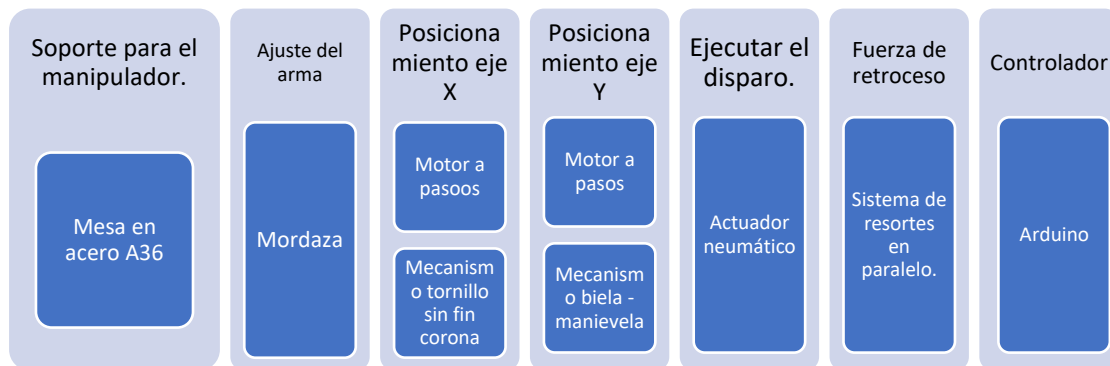 Soporte para el
manipulador.
Mesa en
acero A36
Ajuste del
arma
Mordaza
Posiciona
miento eje
X
Motor a
pasoos
Mecanism
o tornillo
sin fin
corona
Posiciona
miento eje
Y
Motor a
pasos
Mecanism
o biela -
manievela
Ejecutar el
disparo.
Actuador
neumático
Fuerza de
retroceso
Sistema de
resortes
en
paralelo.
Controlador
Arduino